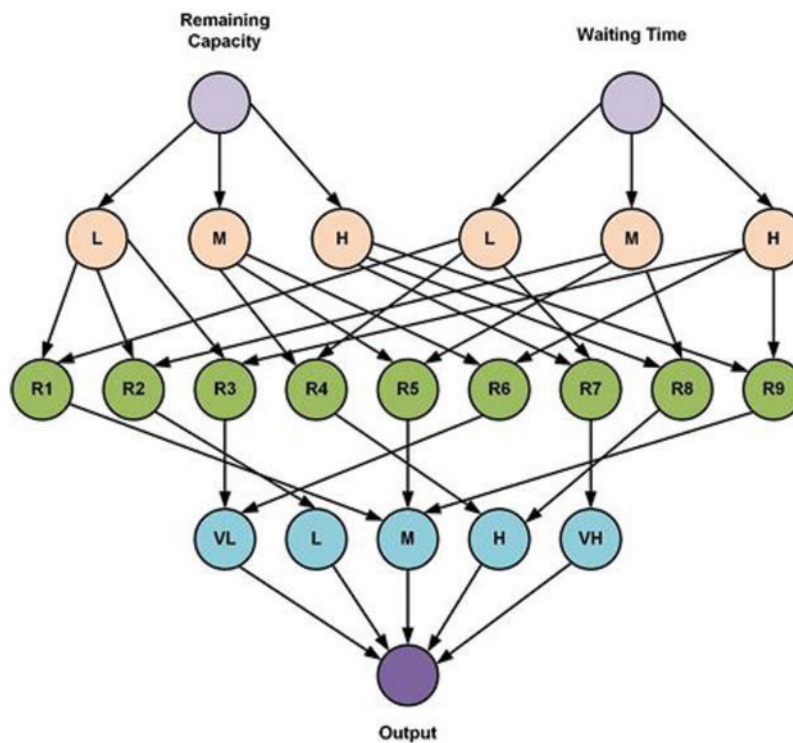 Remaining
Capacity
Waiting Time
L
M
H
L
M
H
R1
R2
R3
R4
R5
R6
R7
R8
R9
VL
L
M
H
VH
Output